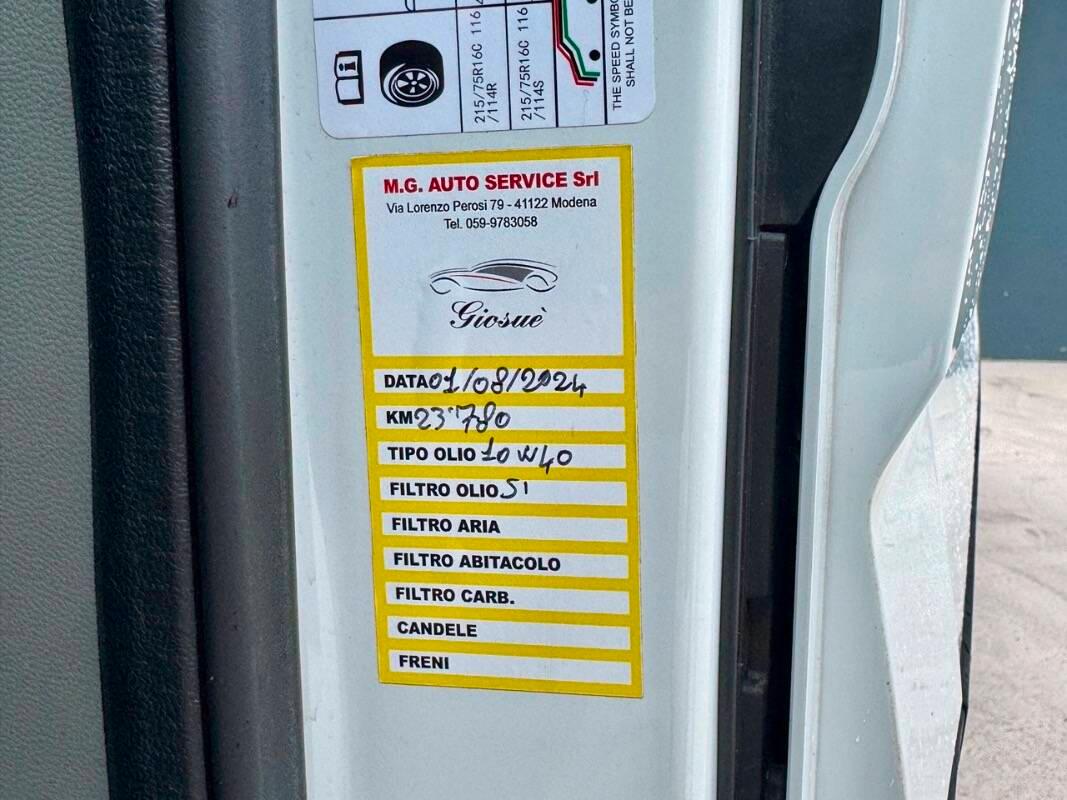 215/75R16C 116
/114R
215/75R16C 116
/114S
THE SPEED SYMBO
SHALL NOT BE
M.G. AUTO SERVICE Srl
Via Lorenzo Perosi 79 - 41122 Modena
Tel. 059-9783058
Giosuè
DATA 01/08/2024
KM 23'780
TIPO OLIO 10W40
FILTRO OLIO SI
FILTRO ARIA
FILTRO ABITACOLO
FILTRO CARB.
CANDELE
FRENI